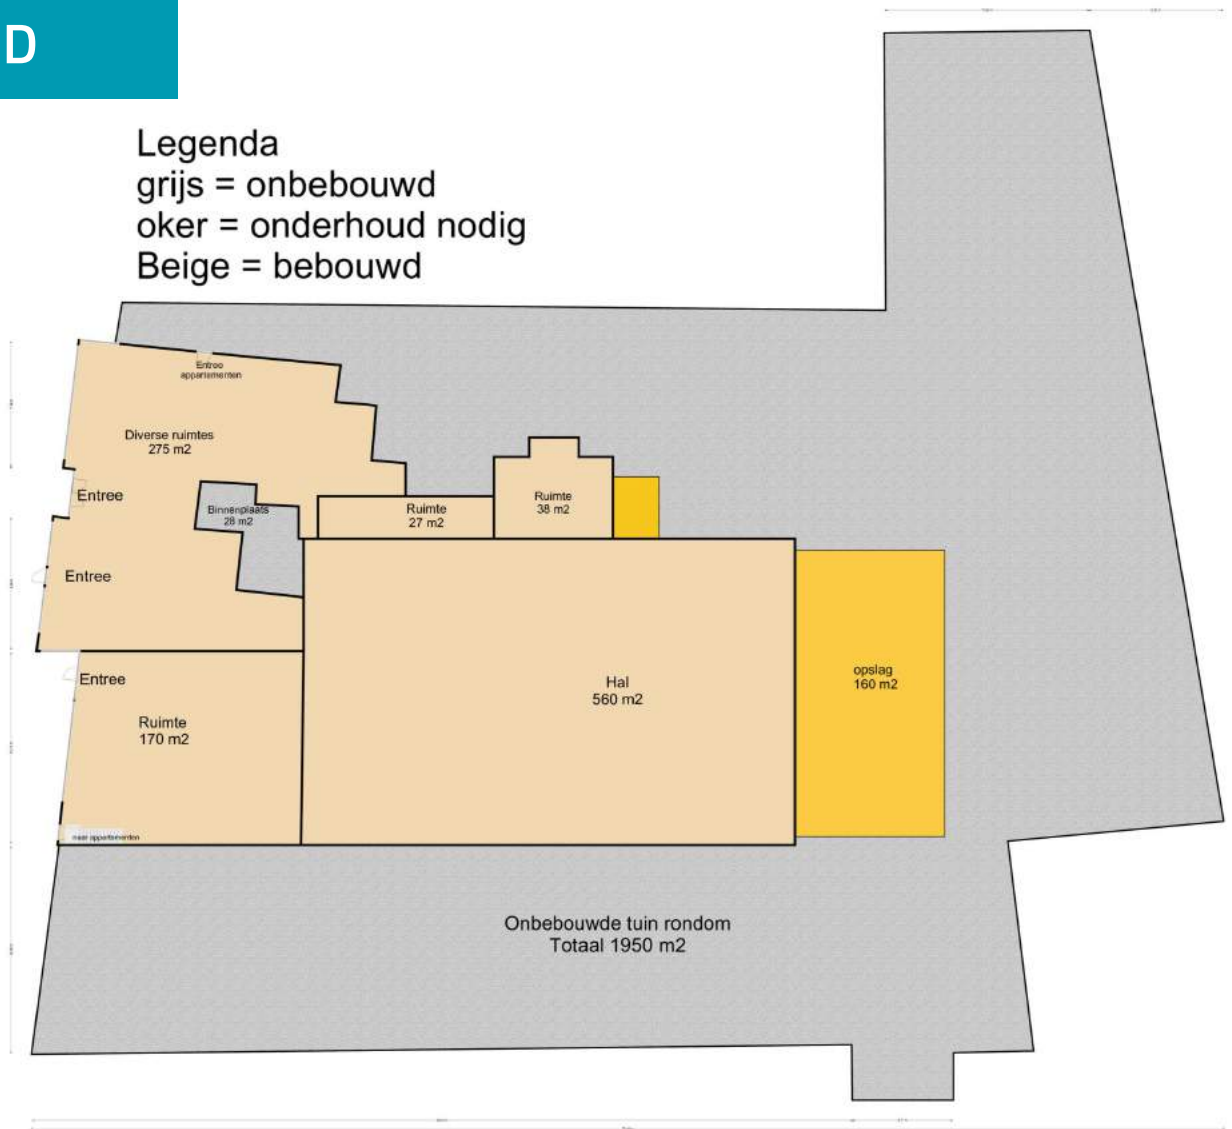 D
Legenda
grijs = onbebouwd
oker = onderhoud nodig
Beige = bebouwd
Entree
appartementen
Diverse ruimtes
275 m2
Entree
Binnenplaats
28 m2
Ruimte
27 m2
Ruimte
38 m2
Entree
Entree
Ruimte
170 m2
naar appartementen
Hal
560 m2
opslag
160 m2
Onbebouwde tuin rondom
Totaal 1950 m2